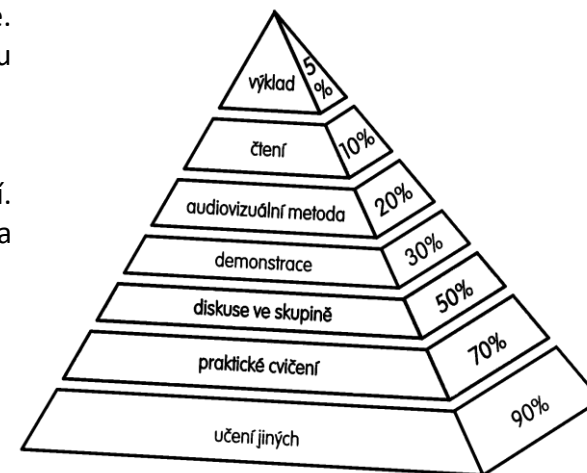 výklad 5 %
čtení 10%
audiovizuální metoda 20%
demonstrace 30%
diskuse ve skupině 50%
praktické cvičení 70%
učení jiných 90%